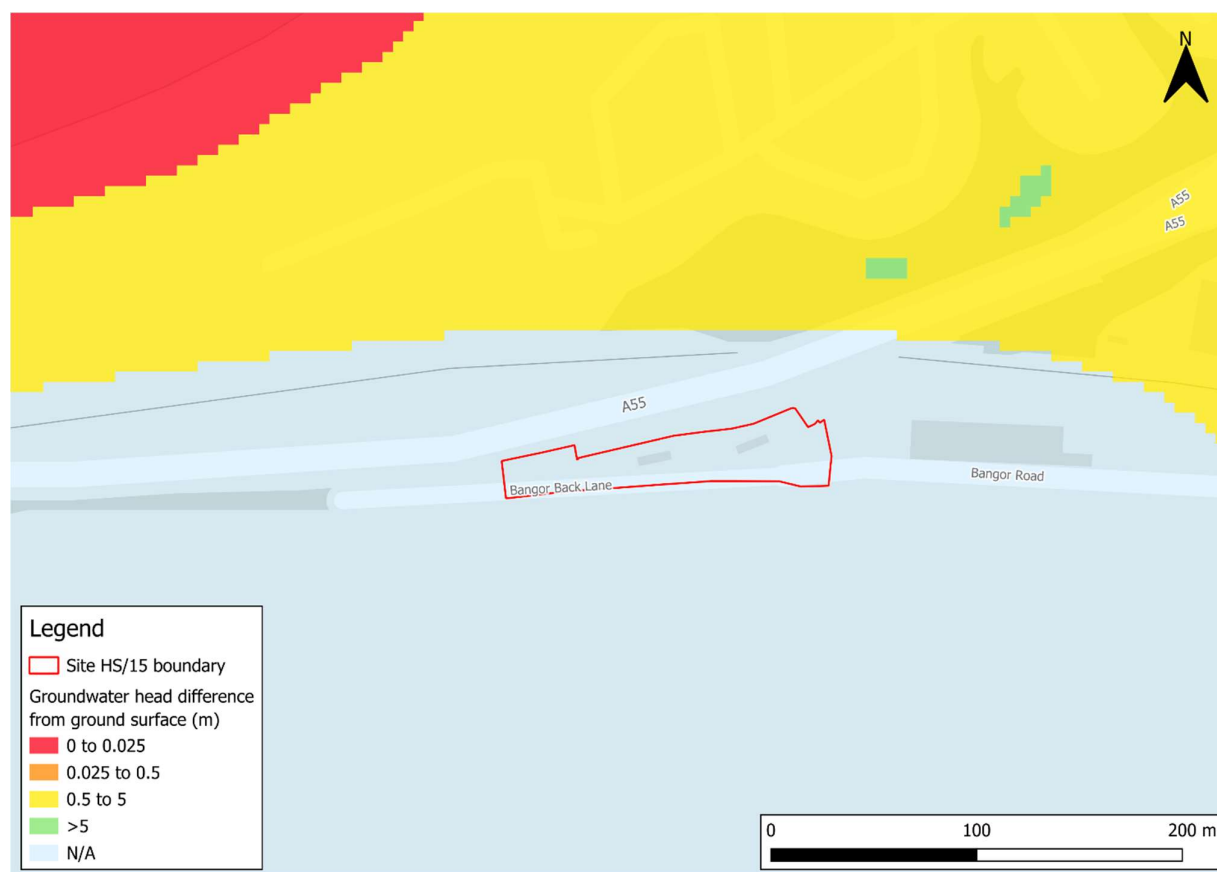 N
A55
A55
A55
Bangor Back Lane
Bangor Road
Legend
Site HS/15 boundary
Groundwater head difference
from ground surface (m)
0 to 0.025
0.025 to 0.5
0.5 to 5
>5
N/A
0 100 200 m